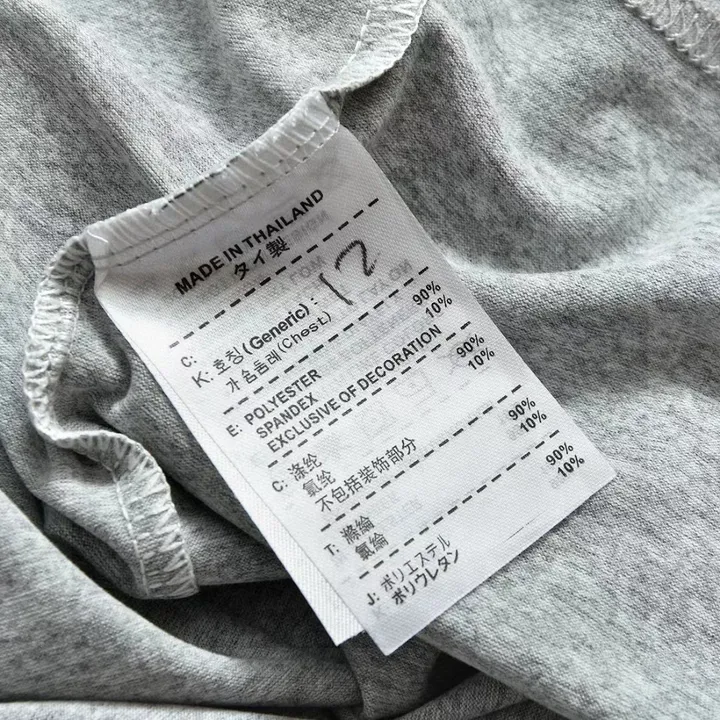 MADE IN THAILAND
タイ製
C:
K: 호칭(Generic): 12
가슴둘레(Chest)
E: POLYESTER 90%
SPANDEX 10%
EXCLUSIVE OF DECORATION
C: 涤纶 90%
氨纶 10%
不包括装饰部分
T: 滌綸 90%
氨綸 10%
J: ポリエステル 90%
ポリウレタン 10%